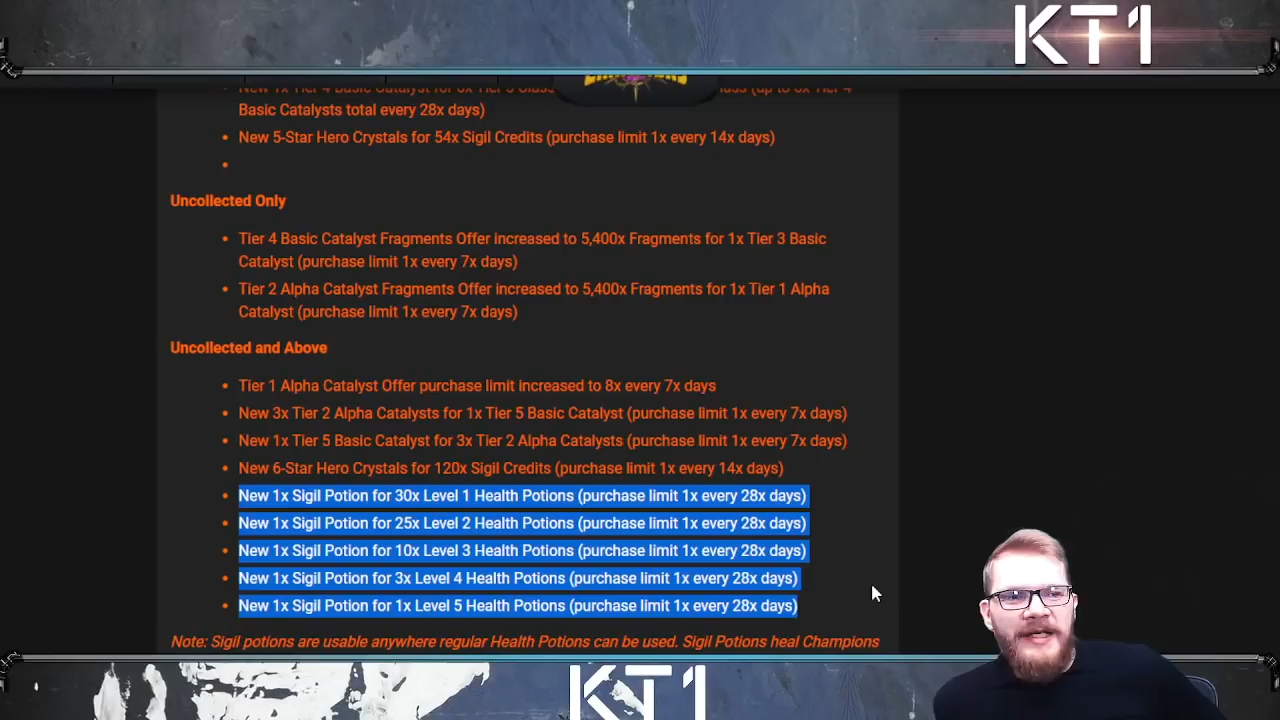 KT1
Basic Catalysts total every 28x days)
• New 5-Star Hero Crystals for 54x Sigil Credits (purchase limit 1x every 14x days)
•
Uncollected Only
• Tier 4 Basic Catalyst Fragments Offer increased to 5,400x Fragments for 1x Tier 3 Basic
Catalyst (purchase limit 1x every 7x days)
• Tier 2 Alpha Catalyst Fragments Offer increased to 5,400x Fragments for 1x Tier 1 Alpha
Catalyst (purchase limit 1x every 7x days)
Uncollected and Above
• Tier 1 Alpha Catalyst Offer purchase limit increased to 8x every 7x days
• New 3x Tier 2 Alpha Catalysts for 1x Tier 5 Basic Catalyst (purchase limit 1x every 7x days)
• New 1x Tier 5 Basic Catalyst for 3x Tier 2 Alpha Catalysts (purchase limit 1x every 7x days)
• New 6-Star Hero Crystals for 120x Sigil Credits (purchase limit 1x every 14x days)
• New 1x Sigil Potion for 30x Level 1 Health Potions (purchase limit 1x every 28x days)
• New 1x Sigil Potion for 25x Level 2 Health Potions (purchase limit 1x every 28x days)
• New 1x Sigil Potion for 10x Level 3 Health Potions (purchase limit 1x every 28x days)
• New 1x Sigil Potion for 3x Level 4 Health Potions (purchase limit 1x every 28x days)
• New 1x Sigil Potion for 1x Level 5 Health Potions (purchase limit 1x every 28x days)
Note: Sigil potions are usable anywhere regular Health Potions can be used. Sigil Potions heal Champions
KT1